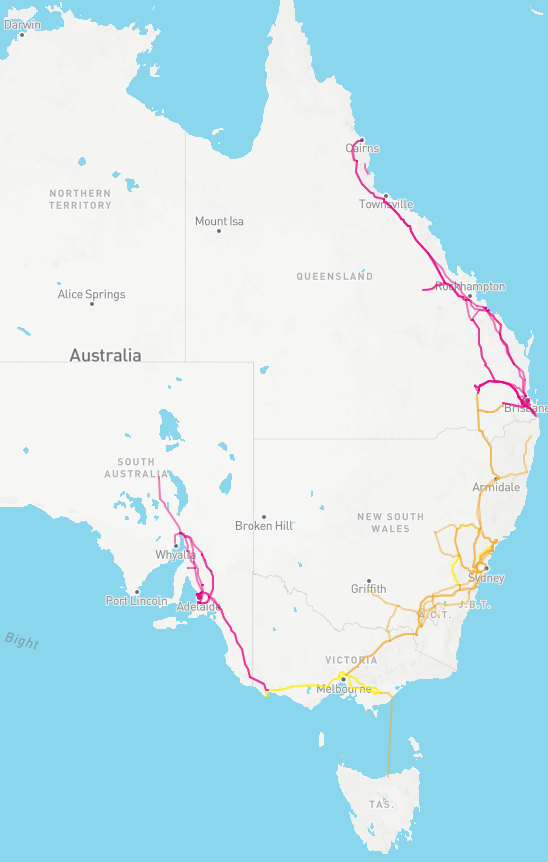 Darwin
Cairns
NORTHERN
TERRITORY
Townsville
Mount Isa
QUEENSLAND
Rockhampton
Alice Springs
Australia
Brisbane
SOUTH
AUSTRALIA
Armidale
NEW SOUTH
WALES
Broken Hill
Whyalla
Sydney
Griffith
Port Lincoln
Adelaide
J.B.T.
A.C.T.
Bight
VICTORIA
Melbourne
TAS.